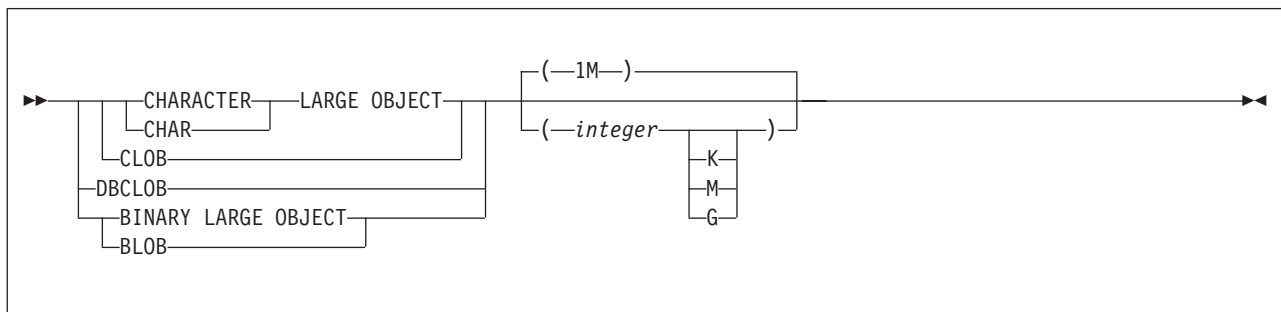 ( 1M )
CHARACTER LARGE OBJECT ( integer )
CHAR K
CLOB M
DBCLOB G
BINARY LARGE OBJECT
BLOB